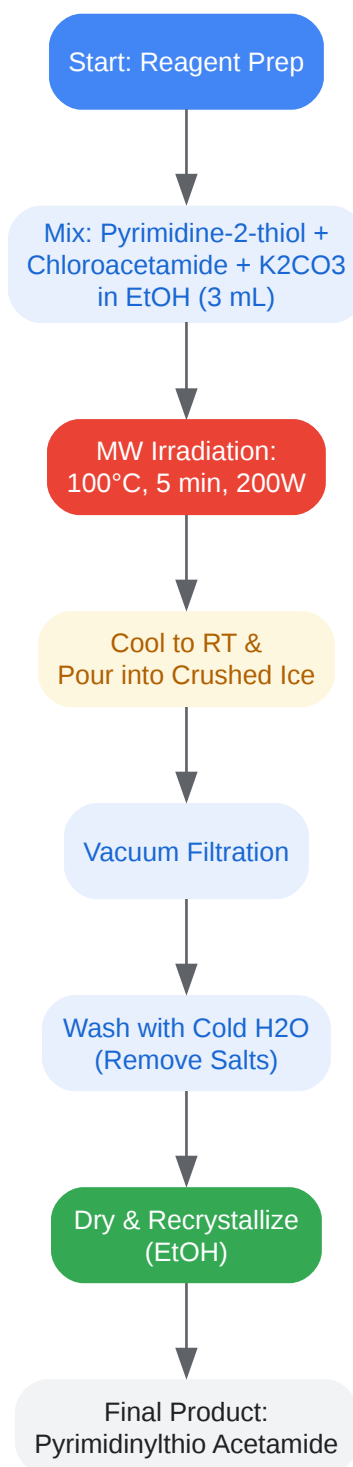 Start: Reagent Prep
Mix: Pyrimidine-2-thiol +
Chloroacetamide + K2CO3
in EtOH (3 mL)
MW Irradiation:
100°C, 5 min, 200W
Cool to RT &
Pour into Crushed Ice
Vacuum Filtration
Wash with Cold H2O
(Remove Salts)
Dry & Recrystallize
(EtOH)
Final Product:
Pyrimidinylthio Acetamide